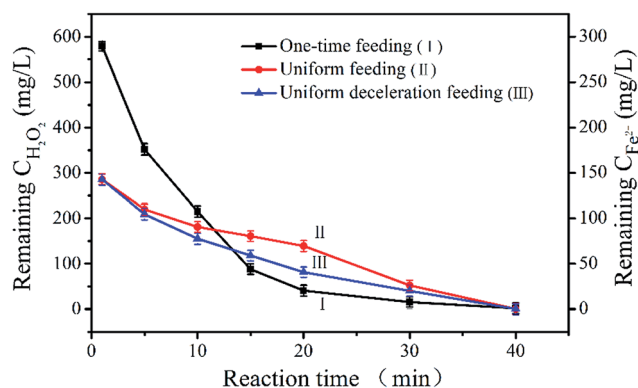 Remaining C_H₂O₂ (mg/L)
600
500
400
300
200
100
0
One-time feeding (Ⅰ)
Uniform feeding (Ⅱ)
Uniform deceleration feeding (Ⅲ)
Ⅱ
Ⅲ
Ⅰ
300
250
200
150
100
50
0
Remaining C_Fe²⁻ (mg/L)
0 10 20 30 40
Reaction time （min）